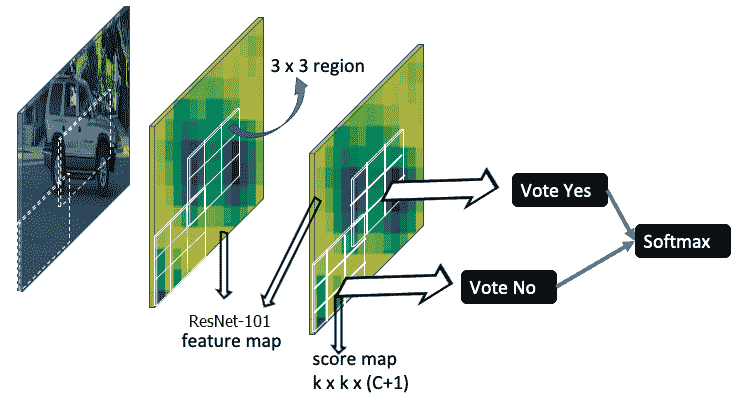 3 x 3 region
Vote Yes
Softmax
Vote No
ResNet-101
feature map
score map
k x k x (C+1)